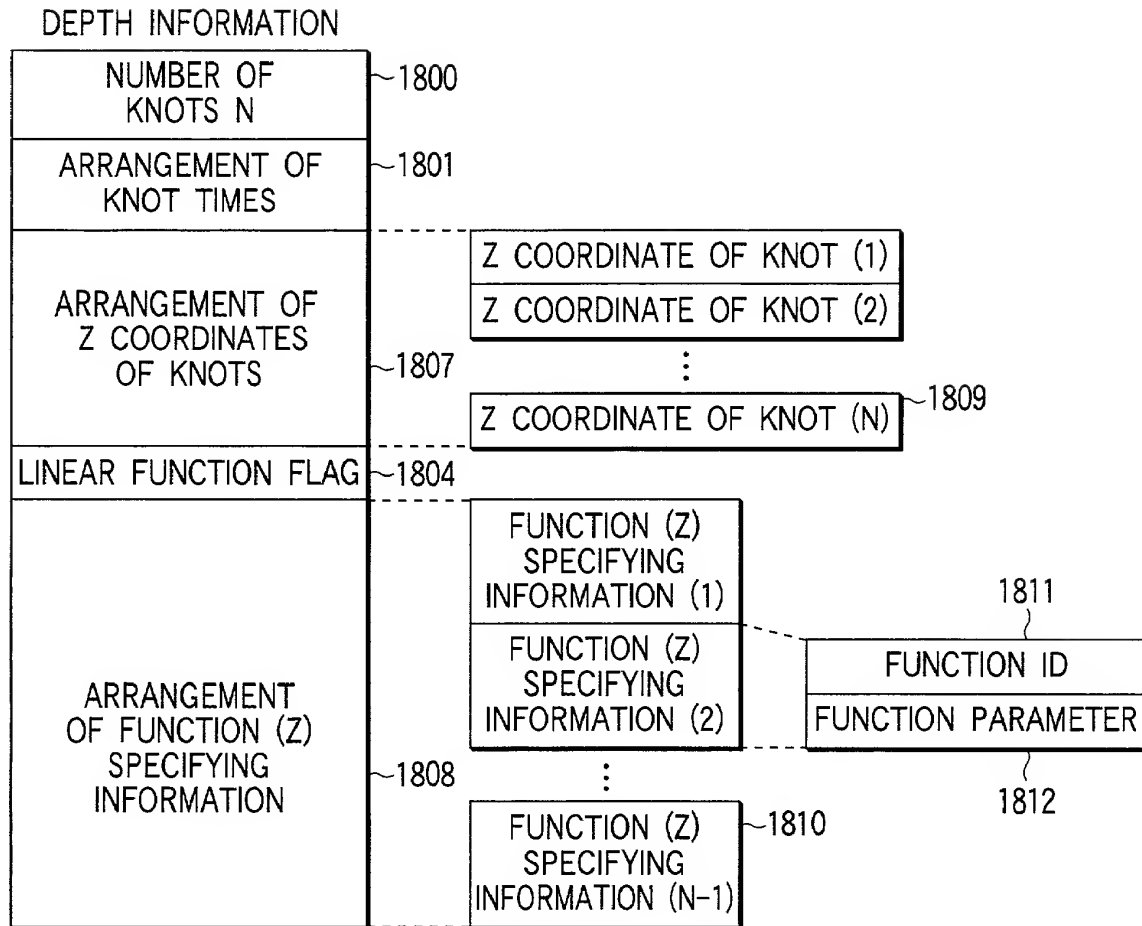 DEPTH INFORMATION
NUMBER OF
KNOTS N
1800
ARRANGEMENT OF
KNOT TIMES
1801
ARRANGEMENT OF
Z COORDINATES
OF KNOTS
1807
Z COORDINATE OF KNOT (1)
Z COORDINATE OF KNOT (2)
⋮
Z COORDINATE OF KNOT (N)
1809
LINEAR FUNCTION FLAG
1804
ARRANGEMENT
OF FUNCTION (Z)
SPECIFYING
INFORMATION
1808
FUNCTION (Z)
SPECIFYING
INFORMATION (1)
FUNCTION (Z)
SPECIFYING
INFORMATION (2)
⋮
FUNCTION (Z)
SPECIFYING
INFORMATION (N-1)
1810
1811
FUNCTION ID
FUNCTION PARAMETER
1812